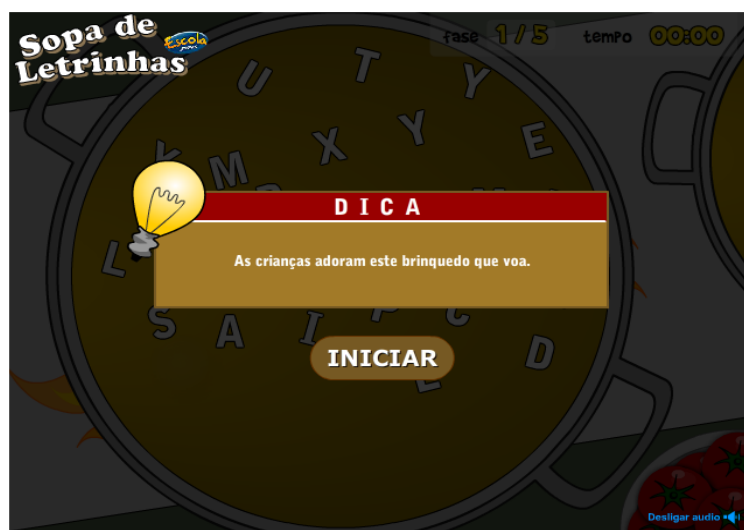 Sopa de
Letrinhas
Escola
fase 1/5 tempo 00:00
U T Y
X Y E
M
L
DICA
As crianças adoram este brinquedo que voa.
S A I P C
INICIAR
D
E
Desligar audio